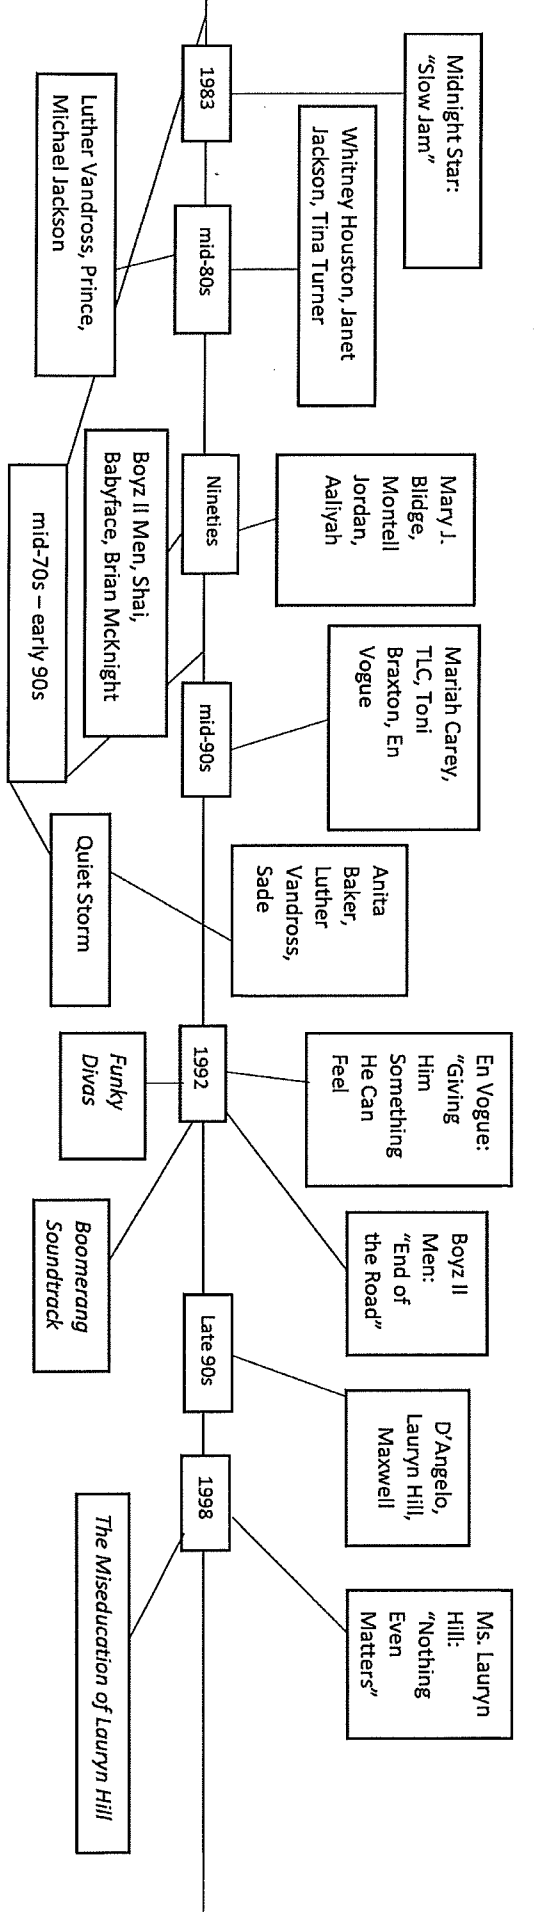 Midnight Star:
"Slow Jam"
Whitney Houston, Janet
Jackson, Tina Turner
1983
mid-80s
Luther Vandross, Prince,
Michael Jackson
Mary J.
Blidge,
Montell
Jordan,
Aaliyah
Nineties
Boyz II Men, Shai,
Babyface, Brian McKnight
mid-70s – early 90s
Mariah Carey,
TLC, Toni
Braxton, En
Vogue
mid-90s
Anita
Baker,
Luther
Vandross,
Sade
Quiet Storm
En Vogue:
"Giving
Him
Something
He Can
Feel
1992
Funky
Divas
Boyz II
Men:
"End of
the Road"
Boomerang
Soundtrack
D'Angelo,
Lauryn Hill,
Maxwell
Late 90s
Ms. Lauryn
Hill:
"Nothing
Even
Matters"
1998
The Miseducation of Lauryn Hill